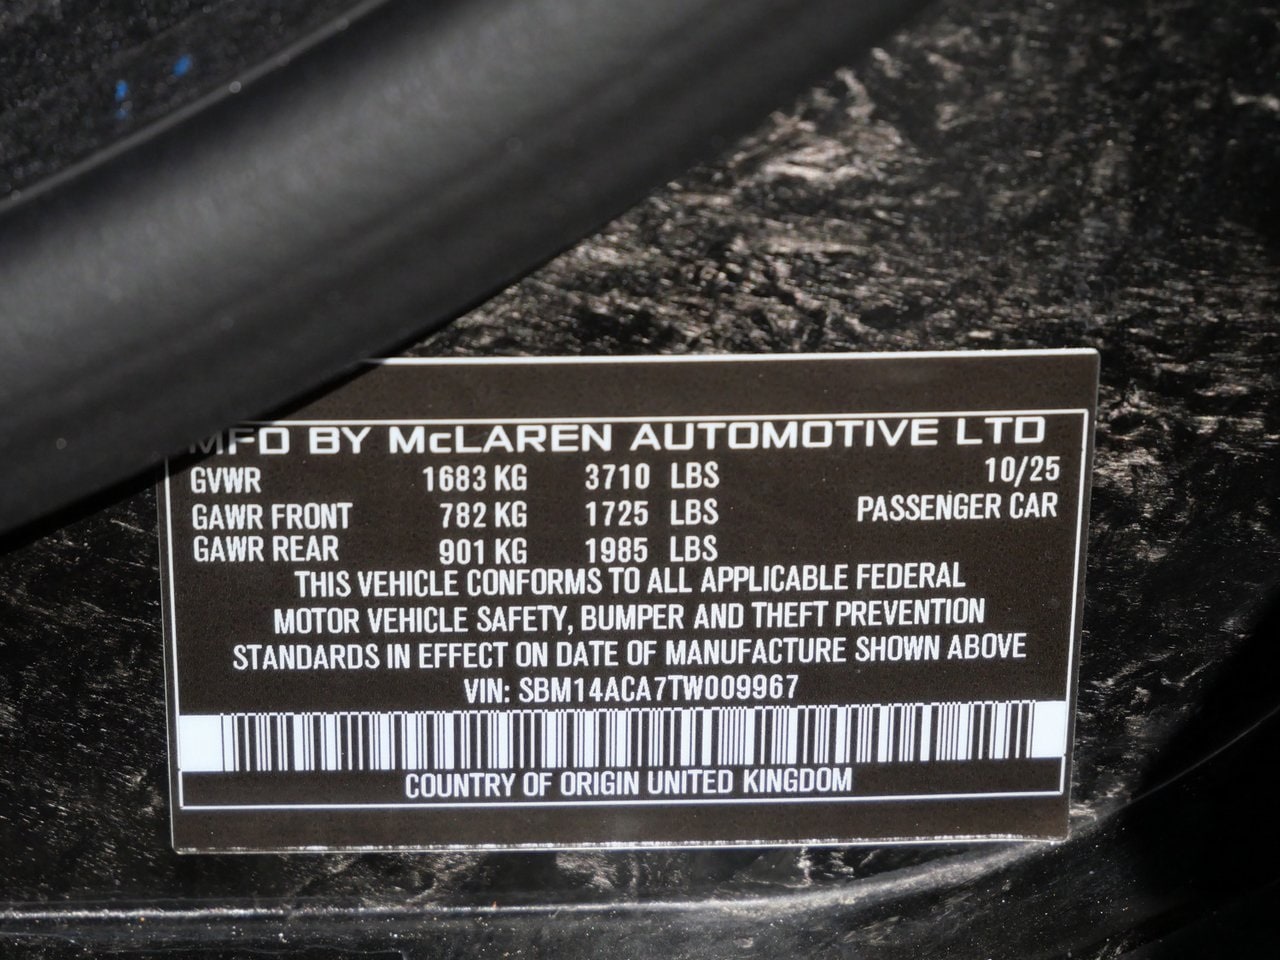 MFD BY McLAREN AUTOMOTIVE LTD
GVWR 1683 KG 3710 LBS 10/25
GAWR FRONT 782 KG 1725 LBS PASSENGER CAR
GAWR REAR 901 KG 1985 LBS
THIS VEHICLE CONFORMS TO ALL APPLICABLE FEDERAL
MOTOR VEHICLE SAFETY, BUMPER AND THEFT PREVENTION
STANDARDS IN EFFECT ON DATE OF MANUFACTURE SHOWN ABOVE
VIN: SBM14ACA7TW009967
COUNTRY OF ORIGIN UNITED KINGDOM